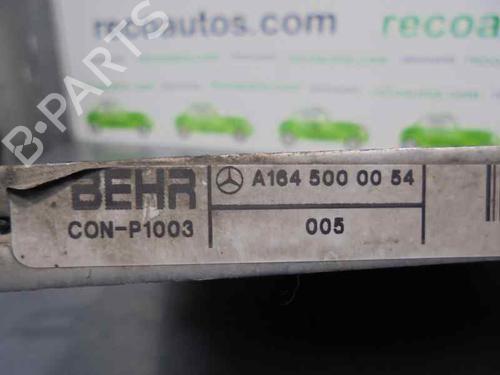 recoautos.com
recoa
B-PARTS
BEHR
A164 500 00 54
CON-P1003
005